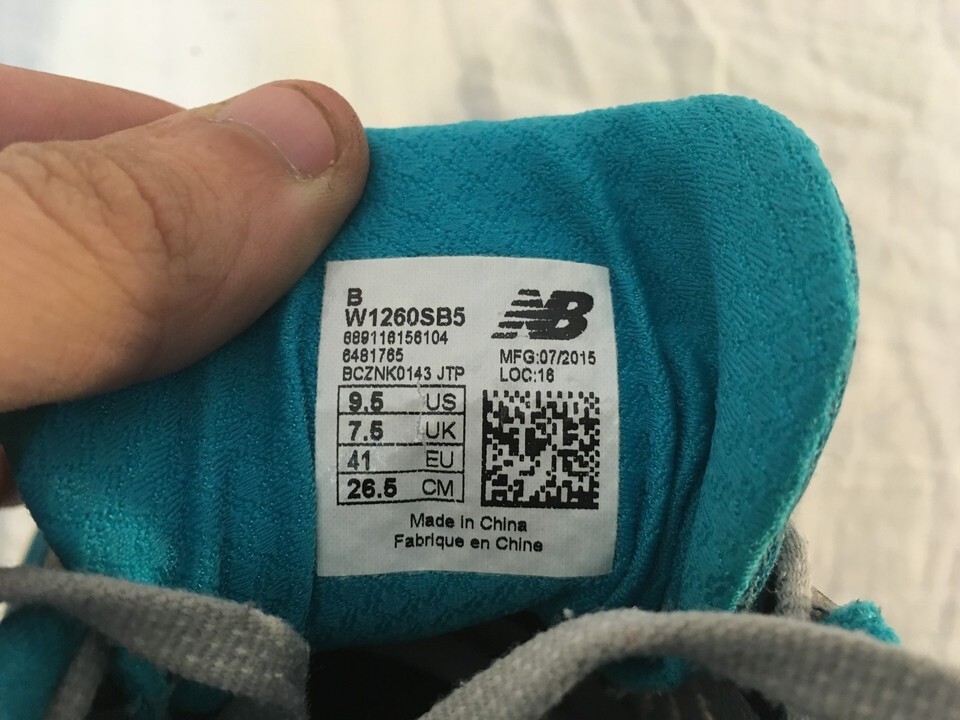 B
W1260SB5
889116156104
6481765
BCZNK0143 JTP
NB
MFG:07/2015
LOC:16
9.5 US
7.5 UK
41 EU
26.5 CM
Made in China
Fabrique en Chine